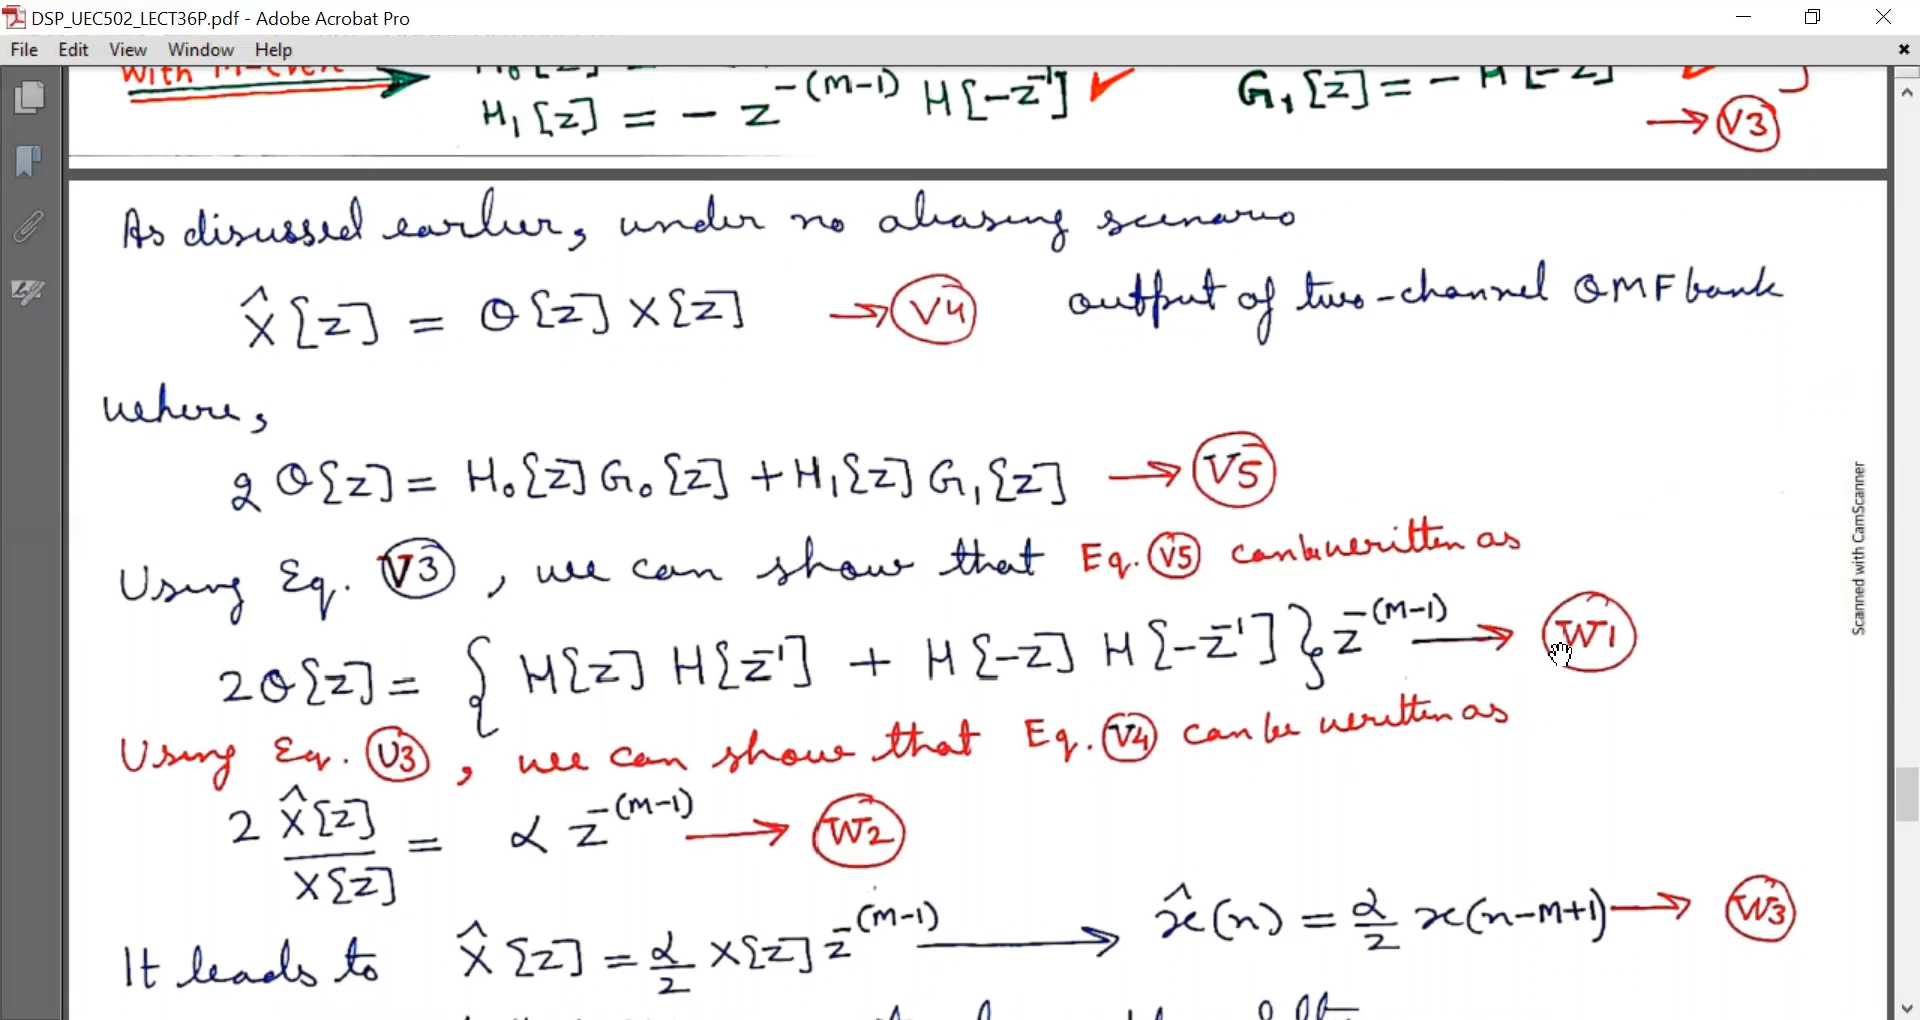 DSP_UEC502_LECT36P.pdf - Adobe Acrobat Pro
File Edit View Window Help
With M-Even
H₁[z] = - z^-(M-1) H[-z⁻¹] ✓ G₁[z] = - H[-z]
→ (V3)
As disussed earlier, under no aliasing scenario
X̂[z] = Θ[z] X[z] → (V4) output of two-channel QMF bank
where,
2 Θ[z] = H₀[z] G₀[z] + H₁[z] G₁[z] → (V5)
Using Eq. (V3), we can show that Eq. (V5) can be written as
2Θ[z] = { H[z] H[z⁻¹] + H[-z] H[-z⁻¹] } z^-(M-1) → (W1)
Using Eq. (U3), we can show that Eq. (V4) can be written as
2 X̂[z] / X[z] = α z^-(M-1) → (W2)
It leads to X̂[z] = α/2 X[z] z^-(M-1) → x̂(n) = α/2 x(n-M+1) → (W3)
Scanned with CamScanner